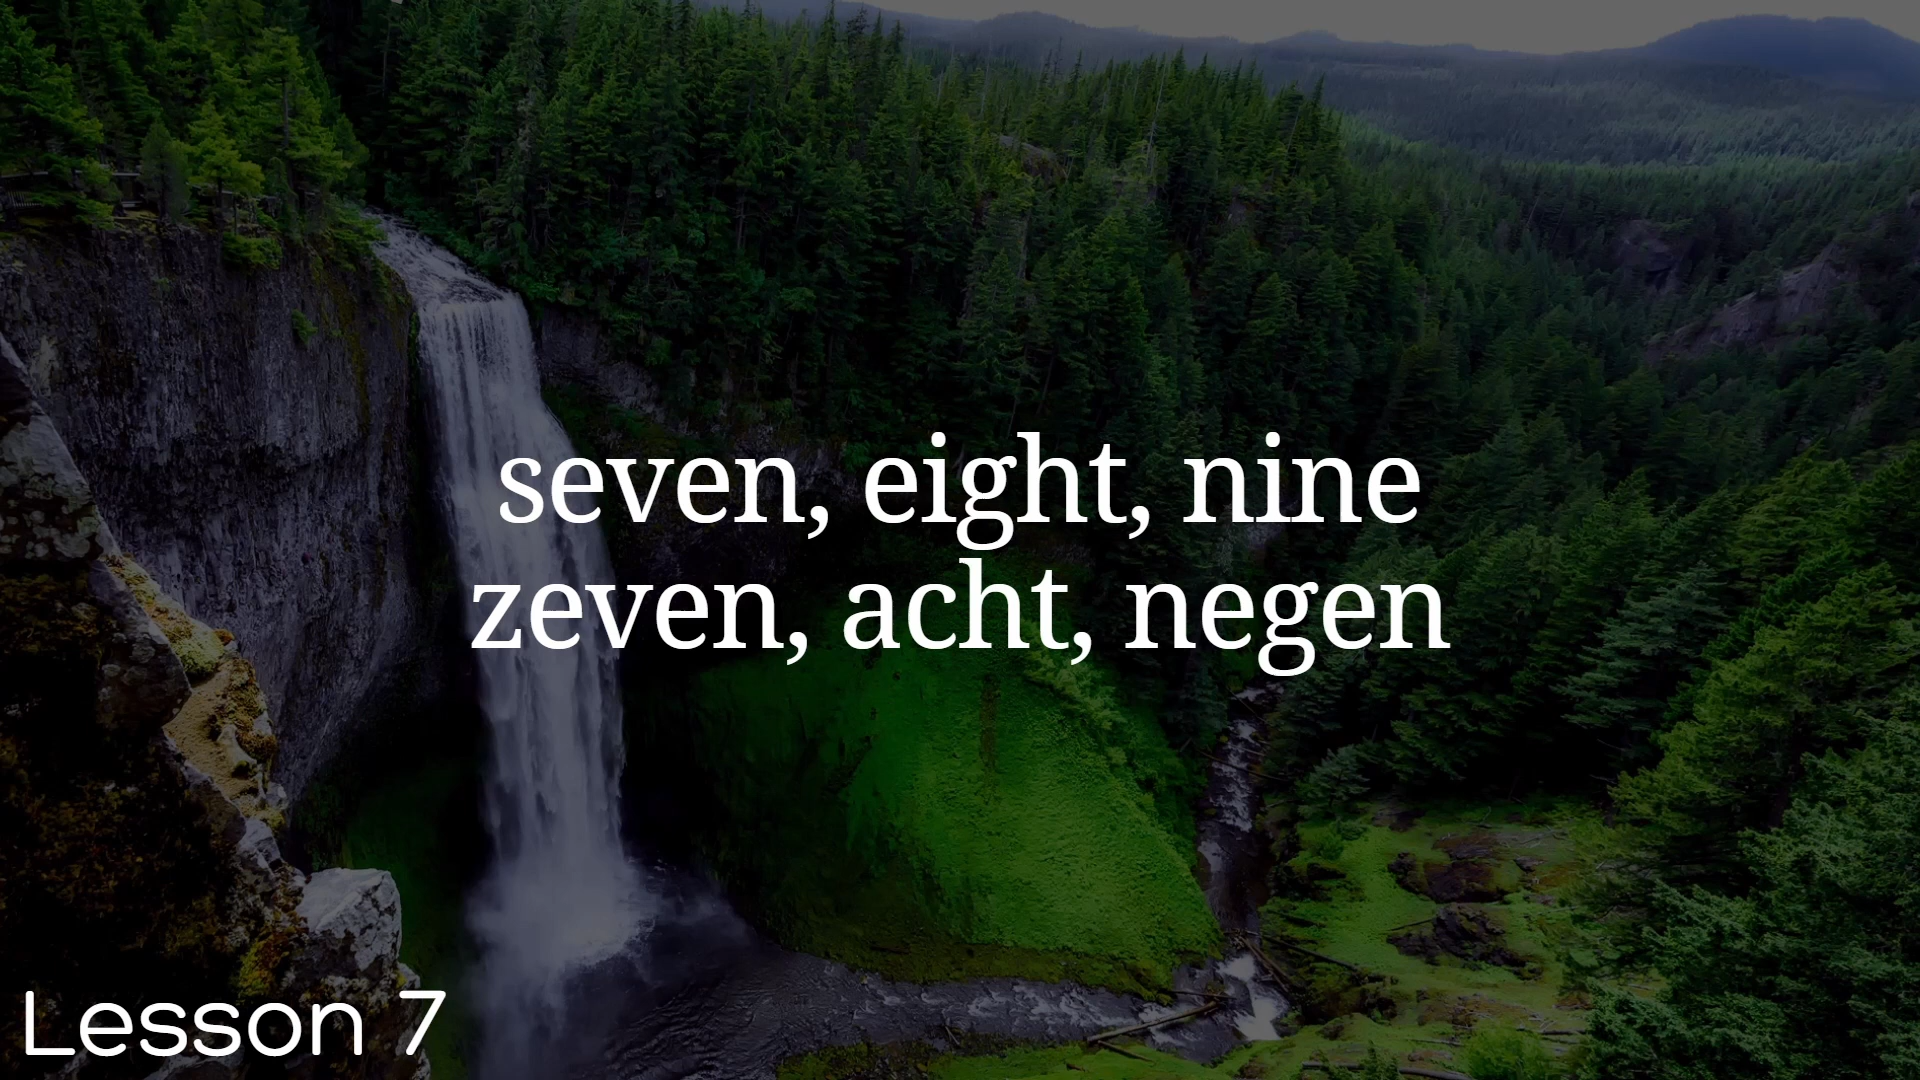 seven, eight, nine
zeven, acht, negen
Lesson 7